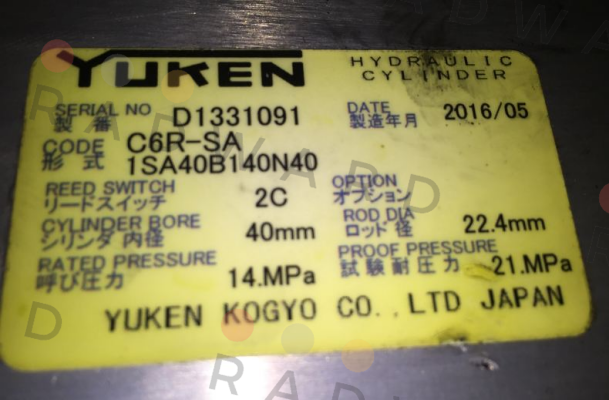 YUKEN HYDRAULIC CYLINDER
SERIAL NO D1331091 DATE 2016/05
製番 製造年月
CODE C6R-SA
形式 1SA40B140N40
REED SWITCH 2C OPTION
リードスイッチ オプション
CYLINDER BORE 40mm ROD DIA 22.4mm
シリンダ内径 ロッド径
RATED PRESSURE 14.MPa PROOF PRESSURE 21.MPa
呼び圧力 試験耐圧力
YUKEN KOGYO CO.,LTD JAPAN